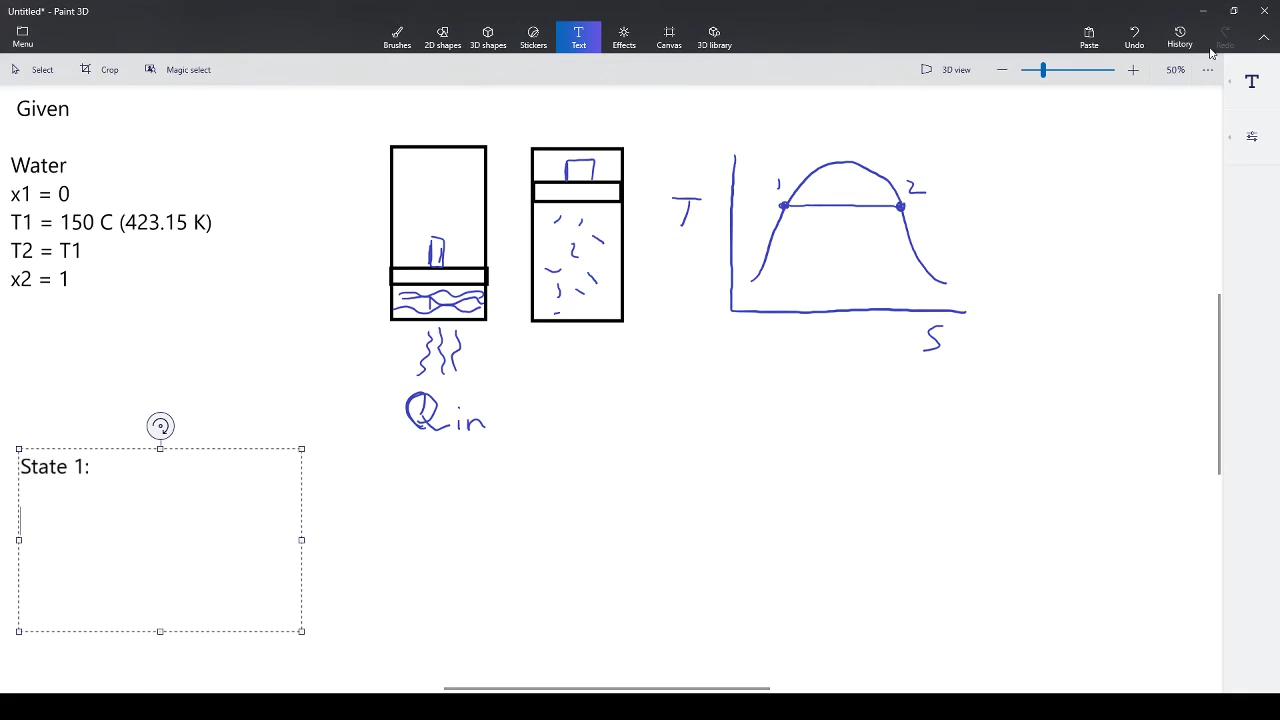 Untitled* - Paint 3D
Menu
Brushes
2D shapes
3D shapes
Stickers
Text
Effects
Canvas
3D library
Paste
Undo
History
Redo
Select
Crop
Magic select
3D view
50%
T
Given
Water
x1 = 0
T1 = 150 C (423.15 K)
T2 = T1
x2 = 1
1
2
T
S
Qin
State 1: